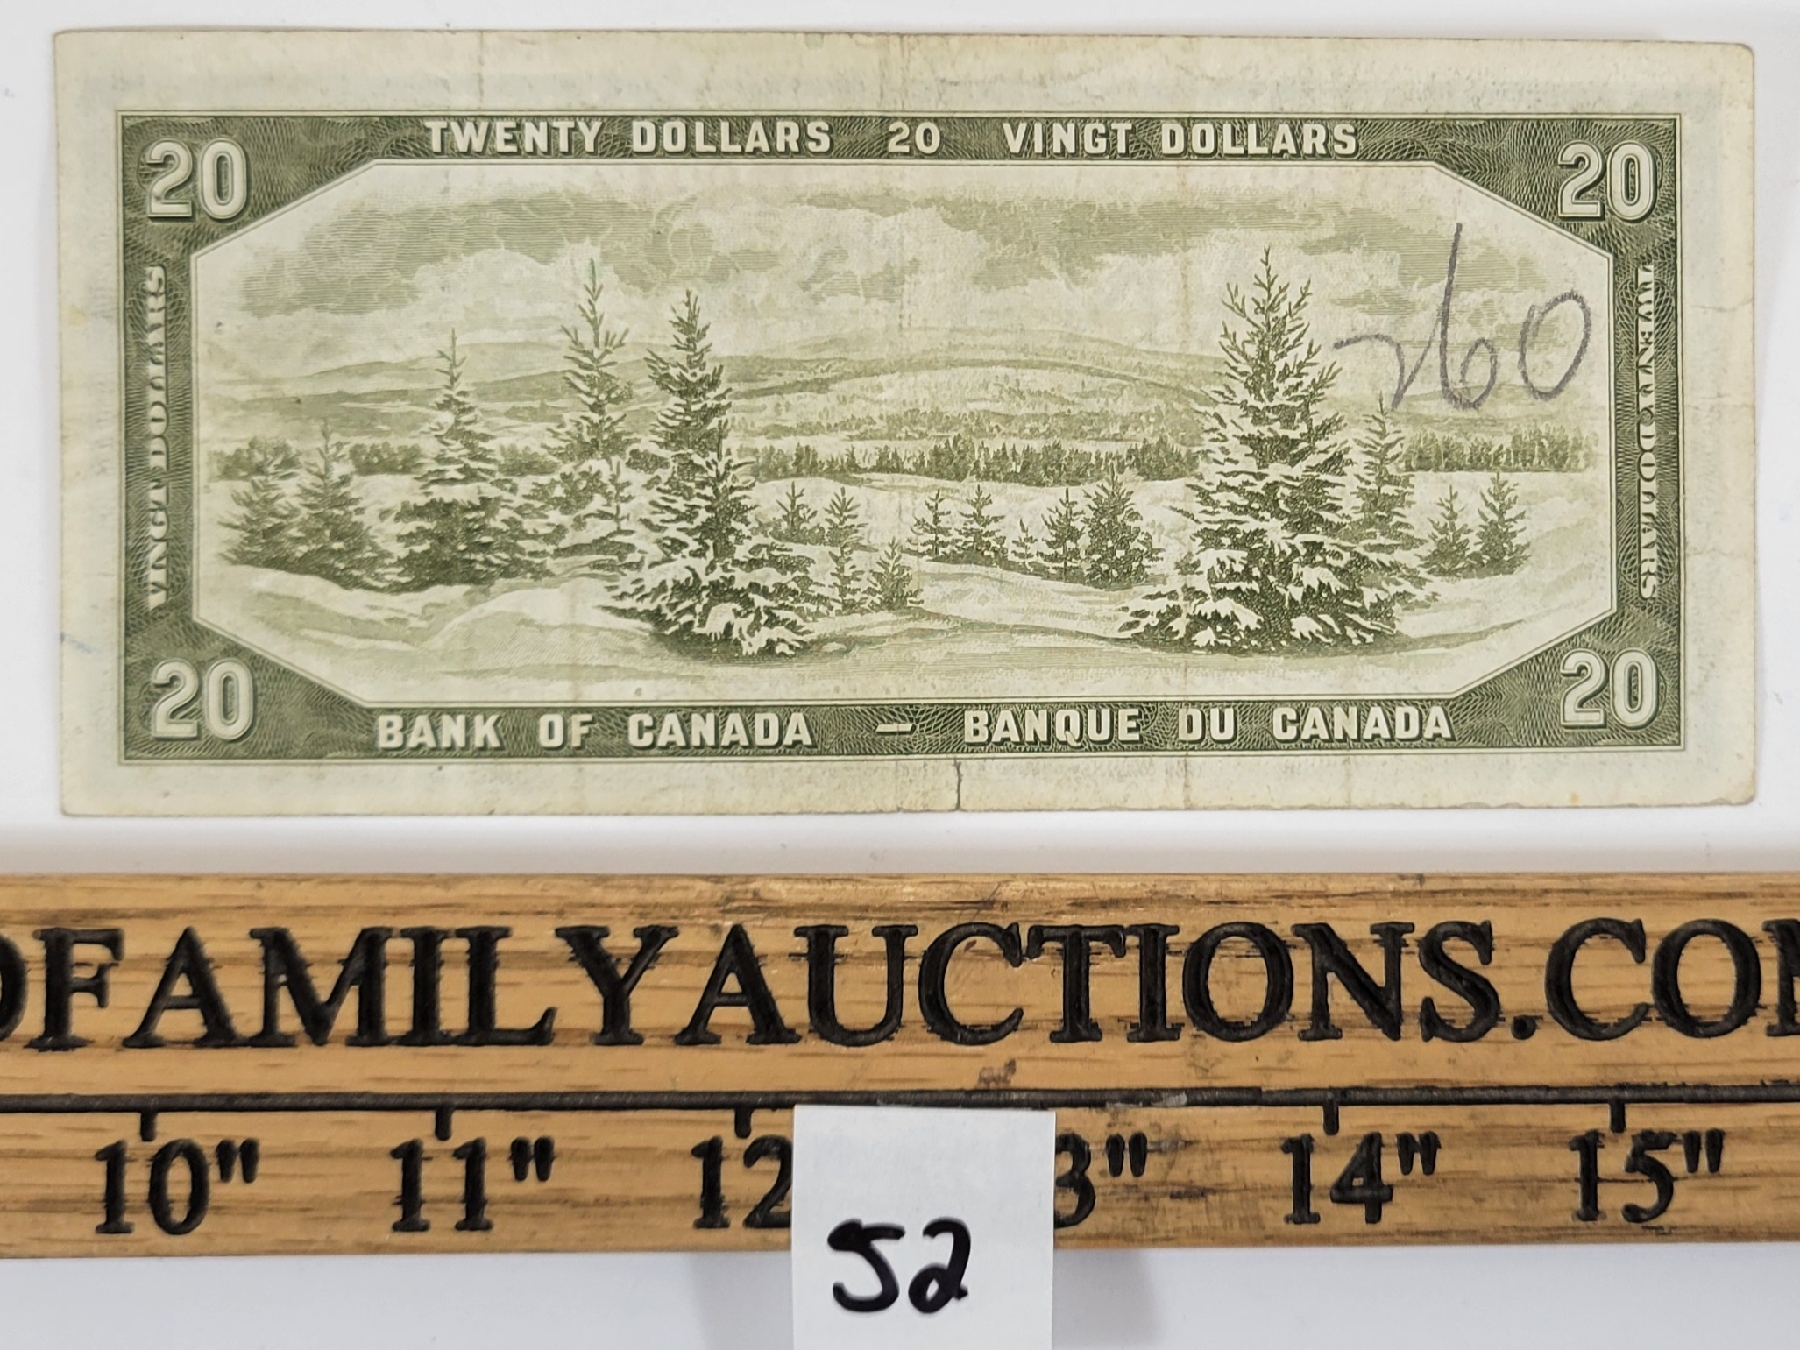 TWENTY DOLLARS 20 VINGT DOLLARS
20
20
VINGT DOLLARS
TWENTY DOLLARS
260
20
20
BANK OF CANADA — BANQUE DU CANADA
FAMILYAUCTIONS.CO
10" 11" 12 3" 14" 15"
52